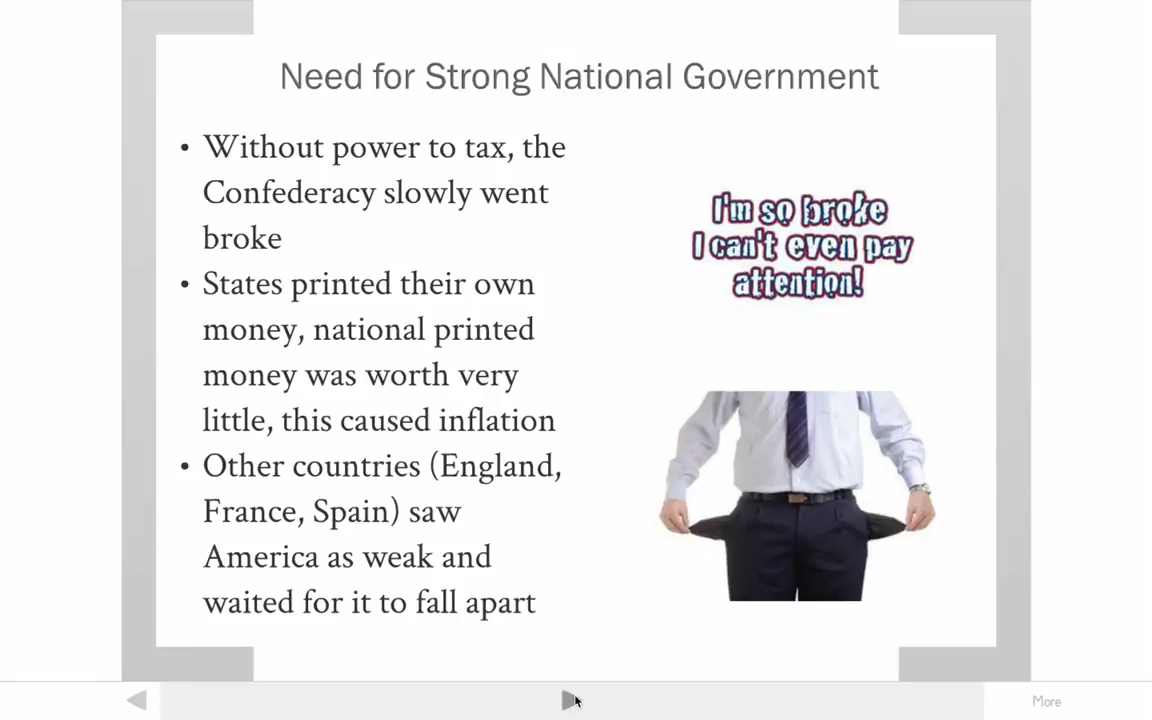 Need for Strong National Government
• Without power to tax, the
Confederacy slowly went
broke
• States printed their own
money, national printed
money was worth very
little, this caused inflation
• Other countries (England,
France, Spain) saw
America as weak and
waited for it to fall apart
I'm so broke
I can't even pay
attention!
More